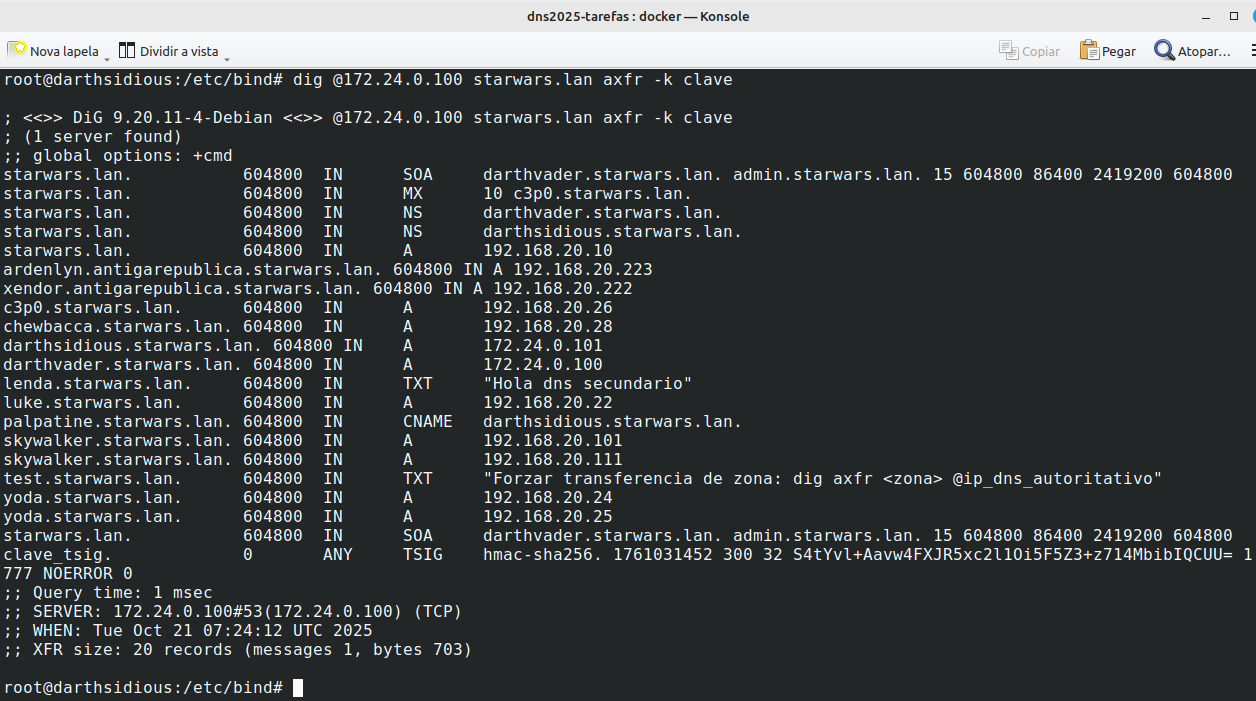 dns2025-tarefas : docker — Konsole
Nova lapela
Dividir a vista
Copiar
Pegar
Atopar…
root@darthsidious:/etc/bind# dig @172.24.0.100 starwars.lan axfr -k clave
; <<>> DiG 9.20.11-4-Debian <<>> @172.24.0.100 starwars.lan axfr -k clave
; (1 server found)
;; global options: +cmd
starwars.lan. 604800 IN SOA darthvader.starwars.lan. admin.starwars.lan. 15 604800 86400 2419200 604800
starwars.lan. 604800 IN MX 10 c3p0.starwars.lan.
starwars.lan. 604800 IN NS darthvader.starwars.lan.
starwars.lan. 604800 IN NS darthsidious.starwars.lan.
starwars.lan. 604800 IN A 192.168.20.10
ardenlyn.antigarepublica.starwars.lan. 604800 IN A 192.168.20.223
xendor.antigarepublica.starwars.lan. 604800 IN A 192.168.20.222
c3p0.starwars.lan. 604800 IN A 192.168.20.26
chewbacca.starwars.lan. 604800 IN A 192.168.20.28
darthsidious.starwars.lan. 604800 IN A 172.24.0.101
darthvader.starwars.lan. 604800 IN A 172.24.0.100
lenda.starwars.lan. 604800 IN TXT "Hola dns secundario"
luke.starwars.lan. 604800 IN A 192.168.20.22
palpatine.starwars.lan. 604800 IN CNAME darthsidious.starwars.lan.
skywalker.starwars.lan. 604800 IN A 192.168.20.101
skywalker.starwars.lan. 604800 IN A 192.168.20.111
test.starwars.lan. 604800 IN TXT "Forzar transferencia de zona: dig axfr <zona> @ip_dns_autoritativo"
yoda.starwars.lan. 604800 IN A 192.168.20.24
yoda.starwars.lan. 604800 IN A 192.168.20.25
starwars.lan. 604800 IN SOA darthvader.starwars.lan. admin.starwars.lan. 15 604800 86400 2419200 604800
clave_tsig. 0 ANY TSIG hmac-sha256. 1761031452 300 32 S4tYvl+Aavw4FXJR5xc2l1Oi5F5Z3+z714MbibIQCUU= 1
777 NOERROR 0
;; Query time: 1 msec
;; SERVER: 172.24.0.100#53(172.24.0.100) (TCP)
;; WHEN: Tue Oct 21 07:24:12 UTC 2025
;; XFR size: 20 records (messages 1, bytes 703)
root@darthsidious:/etc/bind#